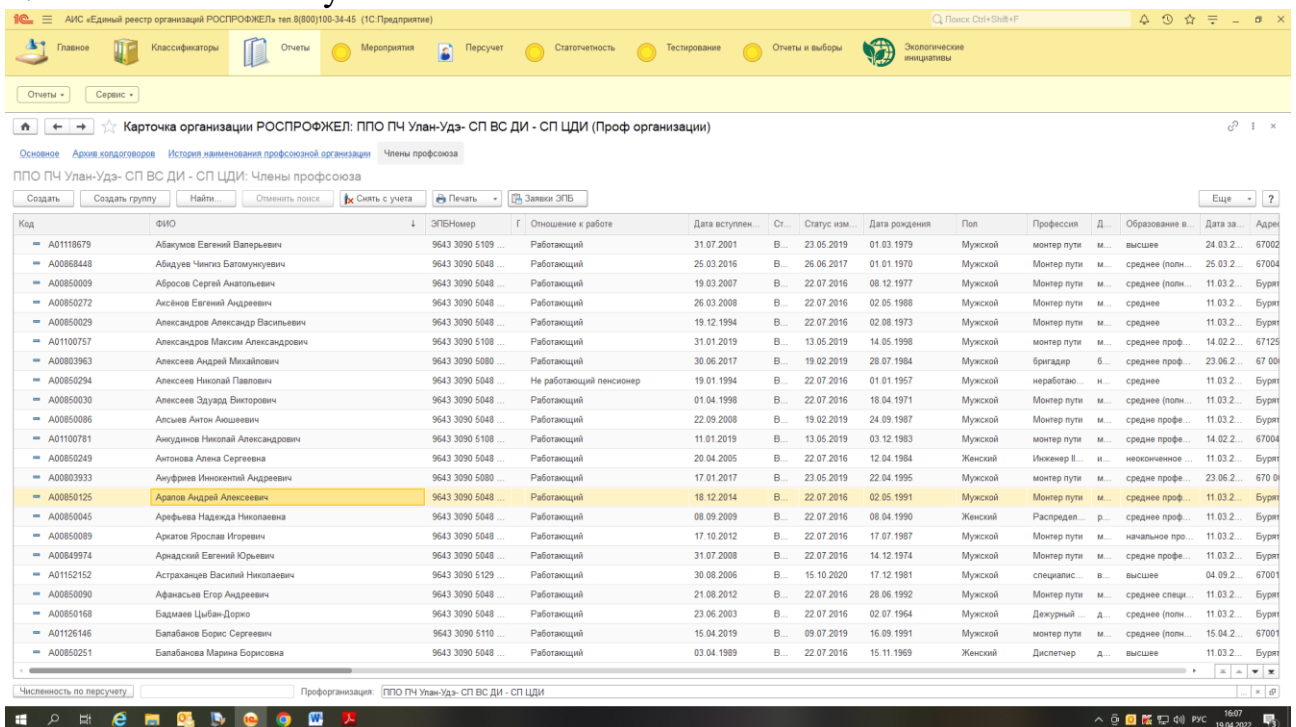 АИС «Единый реестр организаций РОСПРОФЖЕЛ» тел.8(800)100-34-45 (1С:Предприятие) Поиск Ctrl+Shift+F
Главное Классификаторы Отчеты Мероприятия Персучет Статотчетность Тестирование Отчеты и выборы Экологические инициативы
Отчеты Сервис
Карточка организации РОСПРОФЖЕЛ: ППО ПЧ Улан-Удэ- СП ВС ДИ - СП ЦДИ (Проф организации)
Основное Архив колдоговоров История наименования профсоюзной организации Члены профсоюза
ППО ПЧ Улан-Удэ- СП ВС ДИ - СП ЦДИ: Члены профсоюза
Создать Создать группу Найти... Отменить поиск Снять с учета Печать Заявки ЭПБ Еще ?
Код ФИО ↓ ЭПБНомер Г Отношение к работе Дата вступлен... Ст... Статус изм... Дата рождения Пол Профессия Д... Образование в... Дата за... Адрес
А01118679 Абакумов Евгений Валерьевич 9643 3090 5109 ... Работающий 31.07.2001 В... 23.05.2019 01.03.1979 Мужской монтер пути м... высшее 24.03.2... 67002
А00868448 Абидуев Чингиз Батомункуевич 9643 3090 5048 ... Работающий 25.03.2016 В... 26.06.2017 01.01.1970 Мужской Монтер пути м... среднее (полн... 25.03.2... 67004
А00850009 Абросов Сергей Анатольевич 9643 3090 5048 ... Работающий 19.03.2007 В... 22.07.2016 08.12.1977 Мужской Монтер пути м... среднее (полн... 11.03.2... Бурят
А00850272 Аксёнов Евгений Андреевич 9643 3090 5048 ... Работающий 26.03.2008 В... 22.07.2016 02.05.1988 Мужской Монтер пути м... среднее 11.03.2... Бурят
А00850029 Александров Александр Васильевич 9643 3090 5048 ... Работающий 19.12.1994 В... 22.07.2016 02.08.1973 Мужской Монтер пути м... среднее 11.03.2... Бурят
А01100757 Александров Максим Александрович 9643 3090 5108 ... Работающий 31.01.2019 В... 13.05.2019 14.05.1998 Мужской монтер пути м... среднее проф... 14.02.2... 67125
А00803963 Алексеев Андрей Михайлович 9643 3090 5080 ... Работающий 30.06.2017 В... 19.02.2019 28.07.1984 Мужской бригадир б... среднее проф... 23.06.2... 67 00
А00850294 Алексеев Николай Павлович 9643 3090 5048 ... Не работающий пенсионер 19.01.1994 В... 22.07.2016 01.01.1957 Мужской неработаю... н... среднее 11.03.2... Бурят
А00850030 Алексеев Эдуард Викторович 9643 3090 5048 ... Работающий 01.04.1998 В... 22.07.2016 18.04.1971 Мужской Монтер пути м... среднее (полн... 11.03.2... Бурят
А00850086 Алсыев Антон Аюшеевич 9643 3090 5048 ... Работающий 22.09.2008 В... 19.02.2019 24.09.1987 Мужской Монтер пути м... средне профе... 11.03.2... Бурят
А01100781 Анкудинов Николай Александрович 9643 3090 5108 ... Работающий 11.01.2019 В... 13.05.2019 03.12.1983 Мужской монтер пути м... средне профе... 14.02.2... 67004
А00850249 Антонова Алена Сергеевна 9643 3090 5048 ... Работающий 20.04.2005 В... 22.07.2016 12.04.1984 Женский Инженер II... и... неоконченное ... 11.03.2... Бурят
А00803933 Ануфриев Иннокентий Андреевич 9643 3090 5080 ... Работающий 17.01.2017 В... 23.05.2019 22.04.1995 Мужской монтер пути м... средне профе... 23.06.2... 670 0
А00850125 Арапов Андрей Алексеевич 9643 3090 5048 ... Работающий 18.12.2014 В... 22.07.2016 02.05.1991 Мужской Монтер пути м... среднее проф... 11.03.2... Бурят
А00850045 Арефьева Надежда Николаевна 9643 3090 5048 ... Работающий 08.09.2009 В... 22.07.2016 08.04.1990 Женский Распредел... р... среднее проф... 11.03.2... Бурят
А00850089 Аркатов Ярослав Игоревич 9643 3090 5048 ... Работающий 17.10.2012 В... 22.07.2016 17.07.1987 Мужской Монтер пути м... начальное про... 11.03.2... Бурят
А00849974 Арнадский Евгений Юрьевич 9643 3090 5048 ... Работающий 31.07.2008 В... 22.07.2016 14.12.1974 Мужской Монтер пути м... средне профе... 11.03.2... Бурят
А01152152 Астраханцев Василий Николаевич 9643 3090 5129 ... Работающий 30.08.2006 В... 15.10.2020 17.12.1981 Мужской специалис... в... высшее 04.09.2... 67001
А00850090 Афанасьев Егор Андреевич 9643 3090 5048 ... Работающий 21.08.2012 В... 22.07.2016 28.06.1992 Мужской Монтер пути м... среднее специ... 11.03.2... Бурят
А00850168 Бадмаев Цыбан-Доржо 9643 3090 5048 ... Работающий 23.06.2003 В... 22.07.2016 02.07.1964 Мужской Дежурный ... д... среднее (полн... 11.03.2... Бурят
А01126146 Балабанов Борис Сергеевич 9643 3090 5110 ... Работающий 15.04.2019 В... 09.07.2019 16.09.1991 Мужской монтер пути м... среднее (полн... 15.04.2... 67001
А00850251 Балабанова Марина Борисовна 9643 3090 5048 ... Работающий 03.04.1989 В... 22.07.2016 15.11.1969 Женский Диспетчер д... высшее 11.03.2... Бурят
Численность по персучету Профорганизация: ППО ПЧ Улан-Удэ- СП ВС ДИ - СП ЦДИ
РУС 16:07
19.04.2022